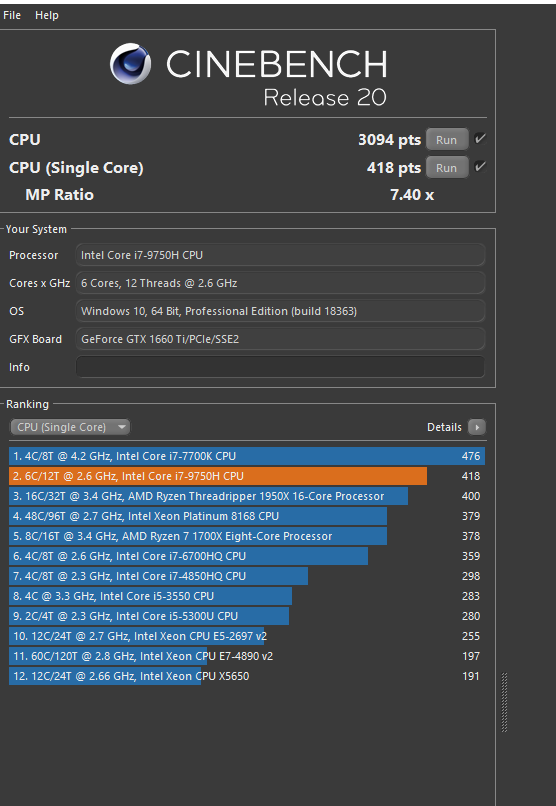 File Help
CINEBENCH
Release 20
CPU 3094 pts Run
CPU (Single Core) 418 pts Run
MP Ratio 7.40 x
Your System
Processor Intel Core i7-9750H CPU
Cores x GHz 6 Cores, 12 Threads @ 2.6 GHz
OS Windows 10, 64 Bit, Professional Edition (build 18363)
GFX Board GeForce GTX 1660 Ti/PCIe/SSE2
Info
Ranking
CPU (Single Core) Details
1. 4C/8T @ 4.2 GHz, Intel Core i7-7700K CPU 476
2. 6C/12T @ 2.6 GHz, Intel Core i7-9750H CPU 418
3. 16C/32T @ 3.4 GHz, AMD Ryzen Threadripper 1950X 16-Core Processor 400
4. 48C/96T @ 2.7 GHz, Intel Xeon Platinum 8168 CPU 379
5. 8C/16T @ 3.4 GHz, AMD Ryzen 7 1700X Eight-Core Processor 378
6. 4C/8T @ 2.6 GHz, Intel Core i7-6700HQ CPU 359
7. 4C/8T @ 2.3 GHz, Intel Core i7-4850HQ CPU 298
8. 4C @ 3.3 GHz, Intel Core i5-3550 CPU 283
9. 2C/4T @ 2.3 GHz, Intel Core i5-5300U CPU 280
10. 12C/24T @ 2.7 GHz, Intel Xeon CPU E5-2697 v2 255
11. 60C/120T @ 2.8 GHz, Intel Xeon CPU E7-4890 v2 197
12. 12C/24T @ 2.66 GHz, Intel Xeon CPU X5650 191